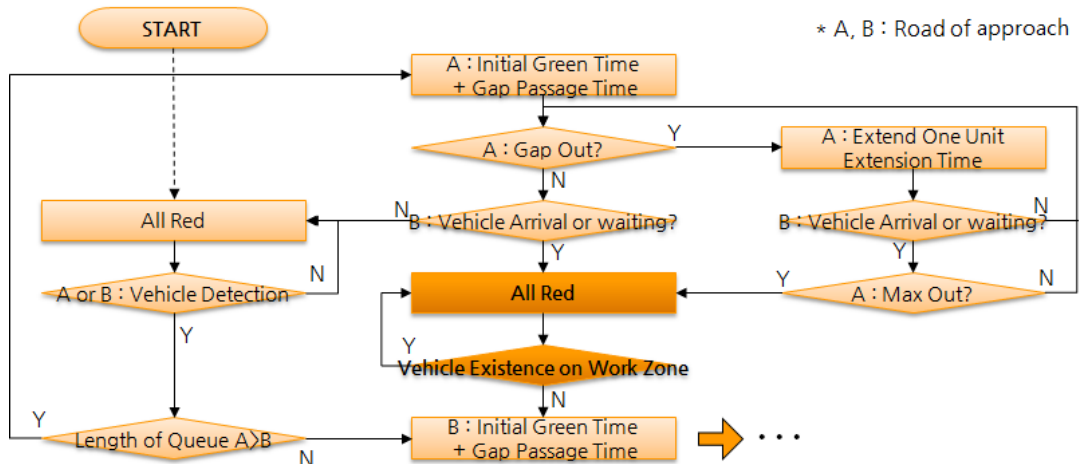 START
* A, B : Road of approach
A : Initial Green Time
+ Gap Passage Time
Y
A : Gap Out?
A : Extend One Unit
Extension Time
N
All Red
N
B : Vehicle Arrival or waiting?
N
B : Vehicle Arrival or waiting?
Y
Y
A or B : Vehicle Detection
N
All Red
Y
A : Max Out?
N
Y
Y
Vehicle Existence on Work Zone
N
Y
Length of Queue A>B
N
B : Initial Green Time
+ Gap Passage Time
• • •